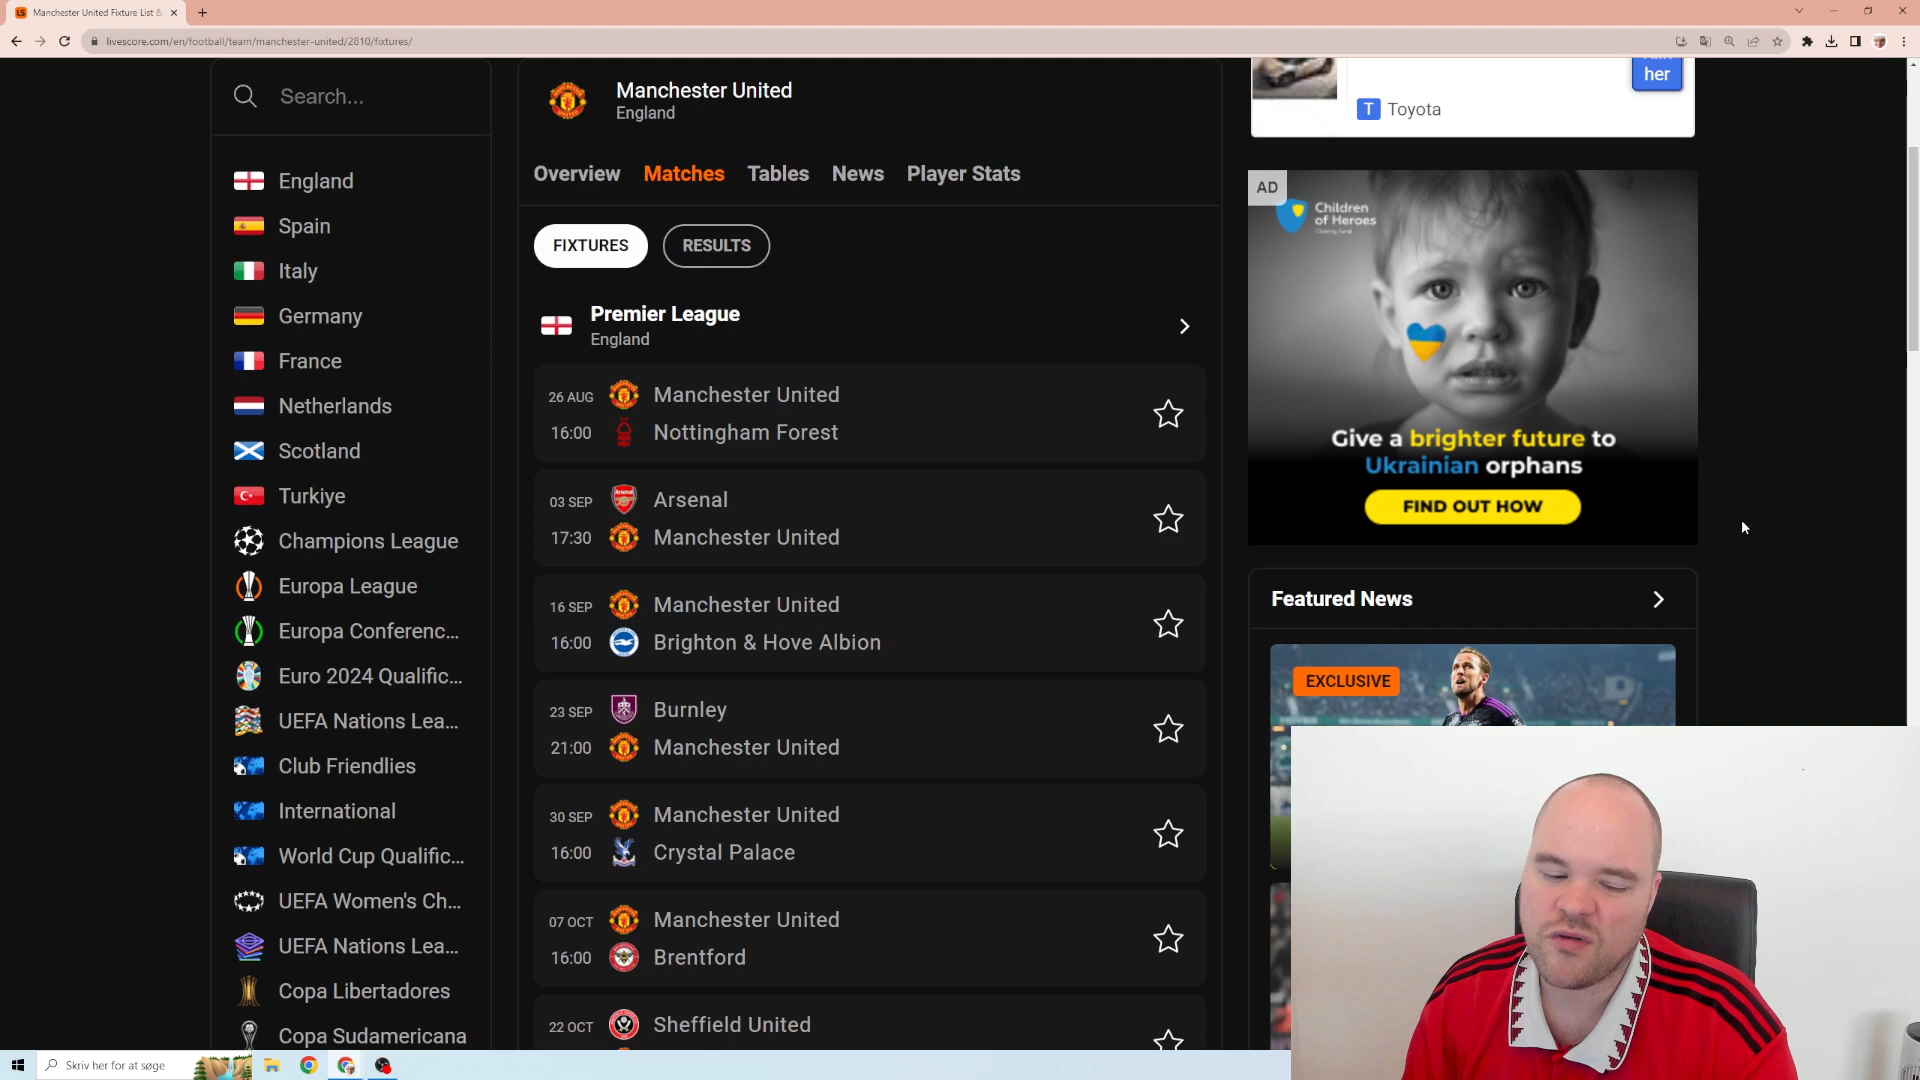 Manchester United Fixture List &
livescore.com/en/football/team/manchester-united/2810/fixtures/
Search...
England
Spain
Italy
Germany
France
Netherlands
Scotland
Turkiye
Champions League
Europa League
Europa Conferenc...
Euro 2024 Qualific...
UEFA Nations Lea...
Club Friendlies
International
World Cup Qualific...
UEFA Women's Ch...
UEFA Nations Lea...
Copa Libertadores
Copa Sudamericana
Manchester United
England
Overview Matches Tables News Player Stats
FIXTURES RESULTS
Premier League
England
26 AUG Manchester United
16:00 Nottingham Forest
03 SEP Arsenal
17:30 Manchester United
16 SEP Manchester United
16:00 Brighton & Hove Albion
23 SEP Burnley
21:00 Manchester United
30 SEP Manchester United
16:00 Crystal Palace
07 OCT Manchester United
16:00 Brentford
22 OCT Sheffield United
her
T Toyota
AD
Children
of Heroes
Give a brighter future to
Ukrainian orphans
FIND OUT HOW
Featured News
EXCLUSIVE
Skriv her for at søge